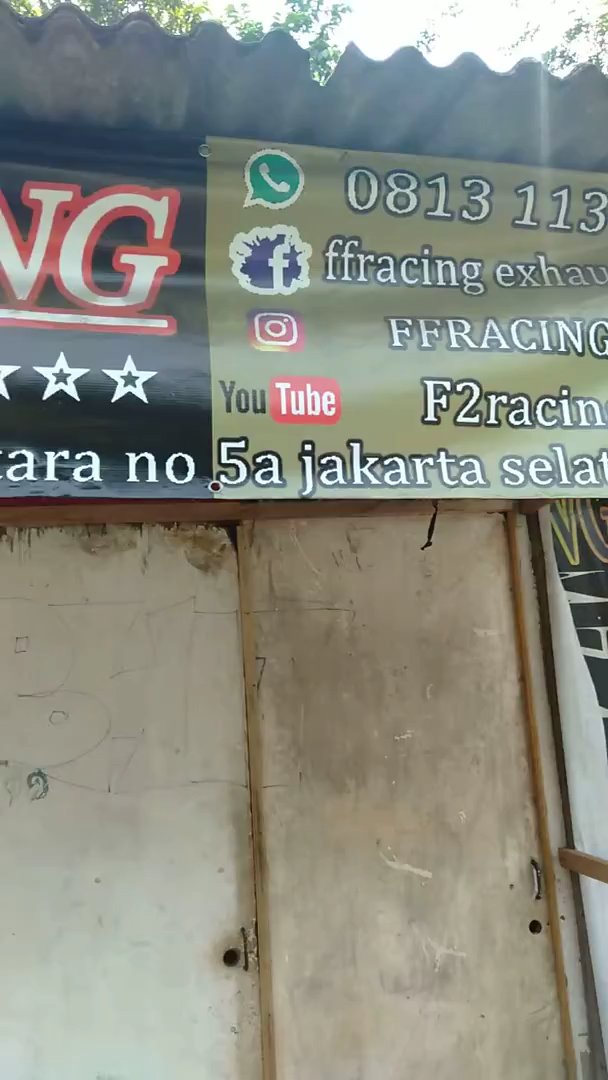 NG
0813 113
ffracing exhau
FFRACING
YouTube F2racin
tara no.5a jakarta selat